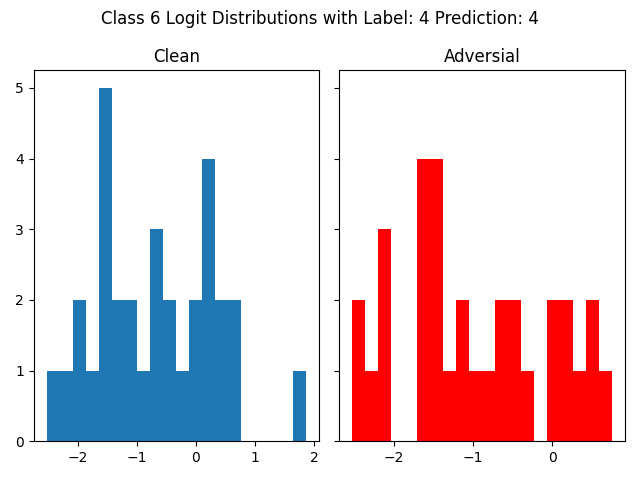 Class 6 Logit Distributions with Label: 4 Prediction: 4
Clean
Adversial
5
4
3
2
1
0
−2 −1 0 1 2
−2 −1 0